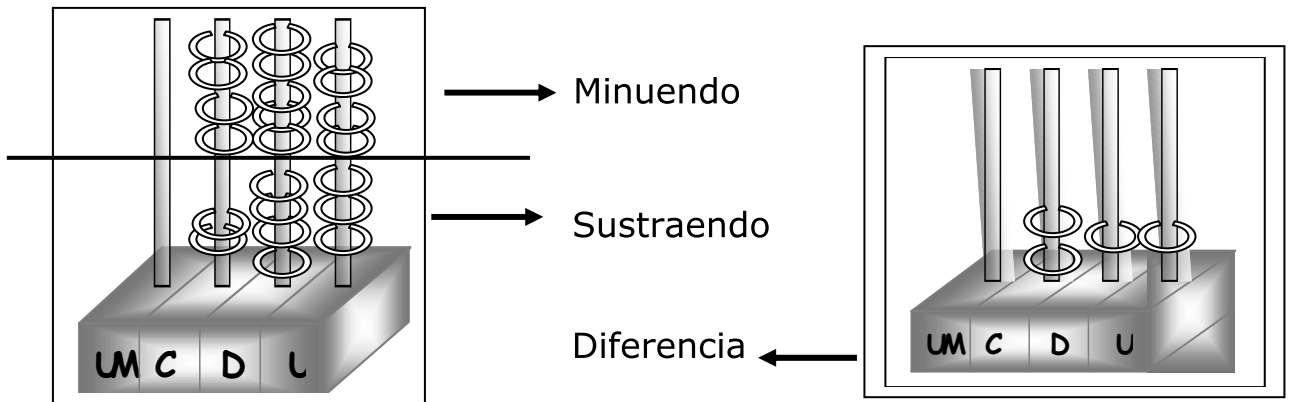 Minuendo
Sustraendo
Diferencia
UM C D U
UM C D U